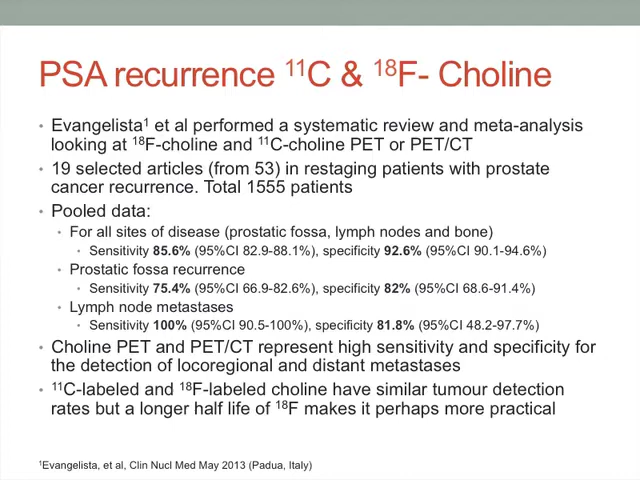 PSA recurrence ¹¹C & ¹⁸F- Choline
• Evangelista¹ et al performed a systematic review and meta-analysis
looking at ¹⁸F-choline and ¹¹C-choline PET or PET/CT
• 19 selected articles (from 53) in restaging patients with prostate
cancer recurrence. Total 1555 patients
• Pooled data:
• For all sites of disease (prostatic fossa, lymph nodes and bone)
• Sensitivity 85.6% (95%CI 82.9-88.1%), specificity 92.6% (95%CI 90.1-94.6%)
• Prostatic fossa recurrence
• Sensitivity 75.4% (95%CI 66.9-82.6%), specificity 82% (95%CI 68.6-91.4%)
• Lymph node metastases
• Sensitivity 100% (95%CI 90.5-100%), specificity 81.8% (95%CI 48.2-97.7%)
• Choline PET and PET/CT represent high sensitivity and specificity for
the detection of locoregional and distant metastases
• ¹¹C-labeled and ¹⁸F-labeled choline have similar tumour detection
rates but a longer half life of ¹⁸F makes it perhaps more practical
¹Evangelista, et al, Clin Nucl Med May 2013 (Padua, Italy)